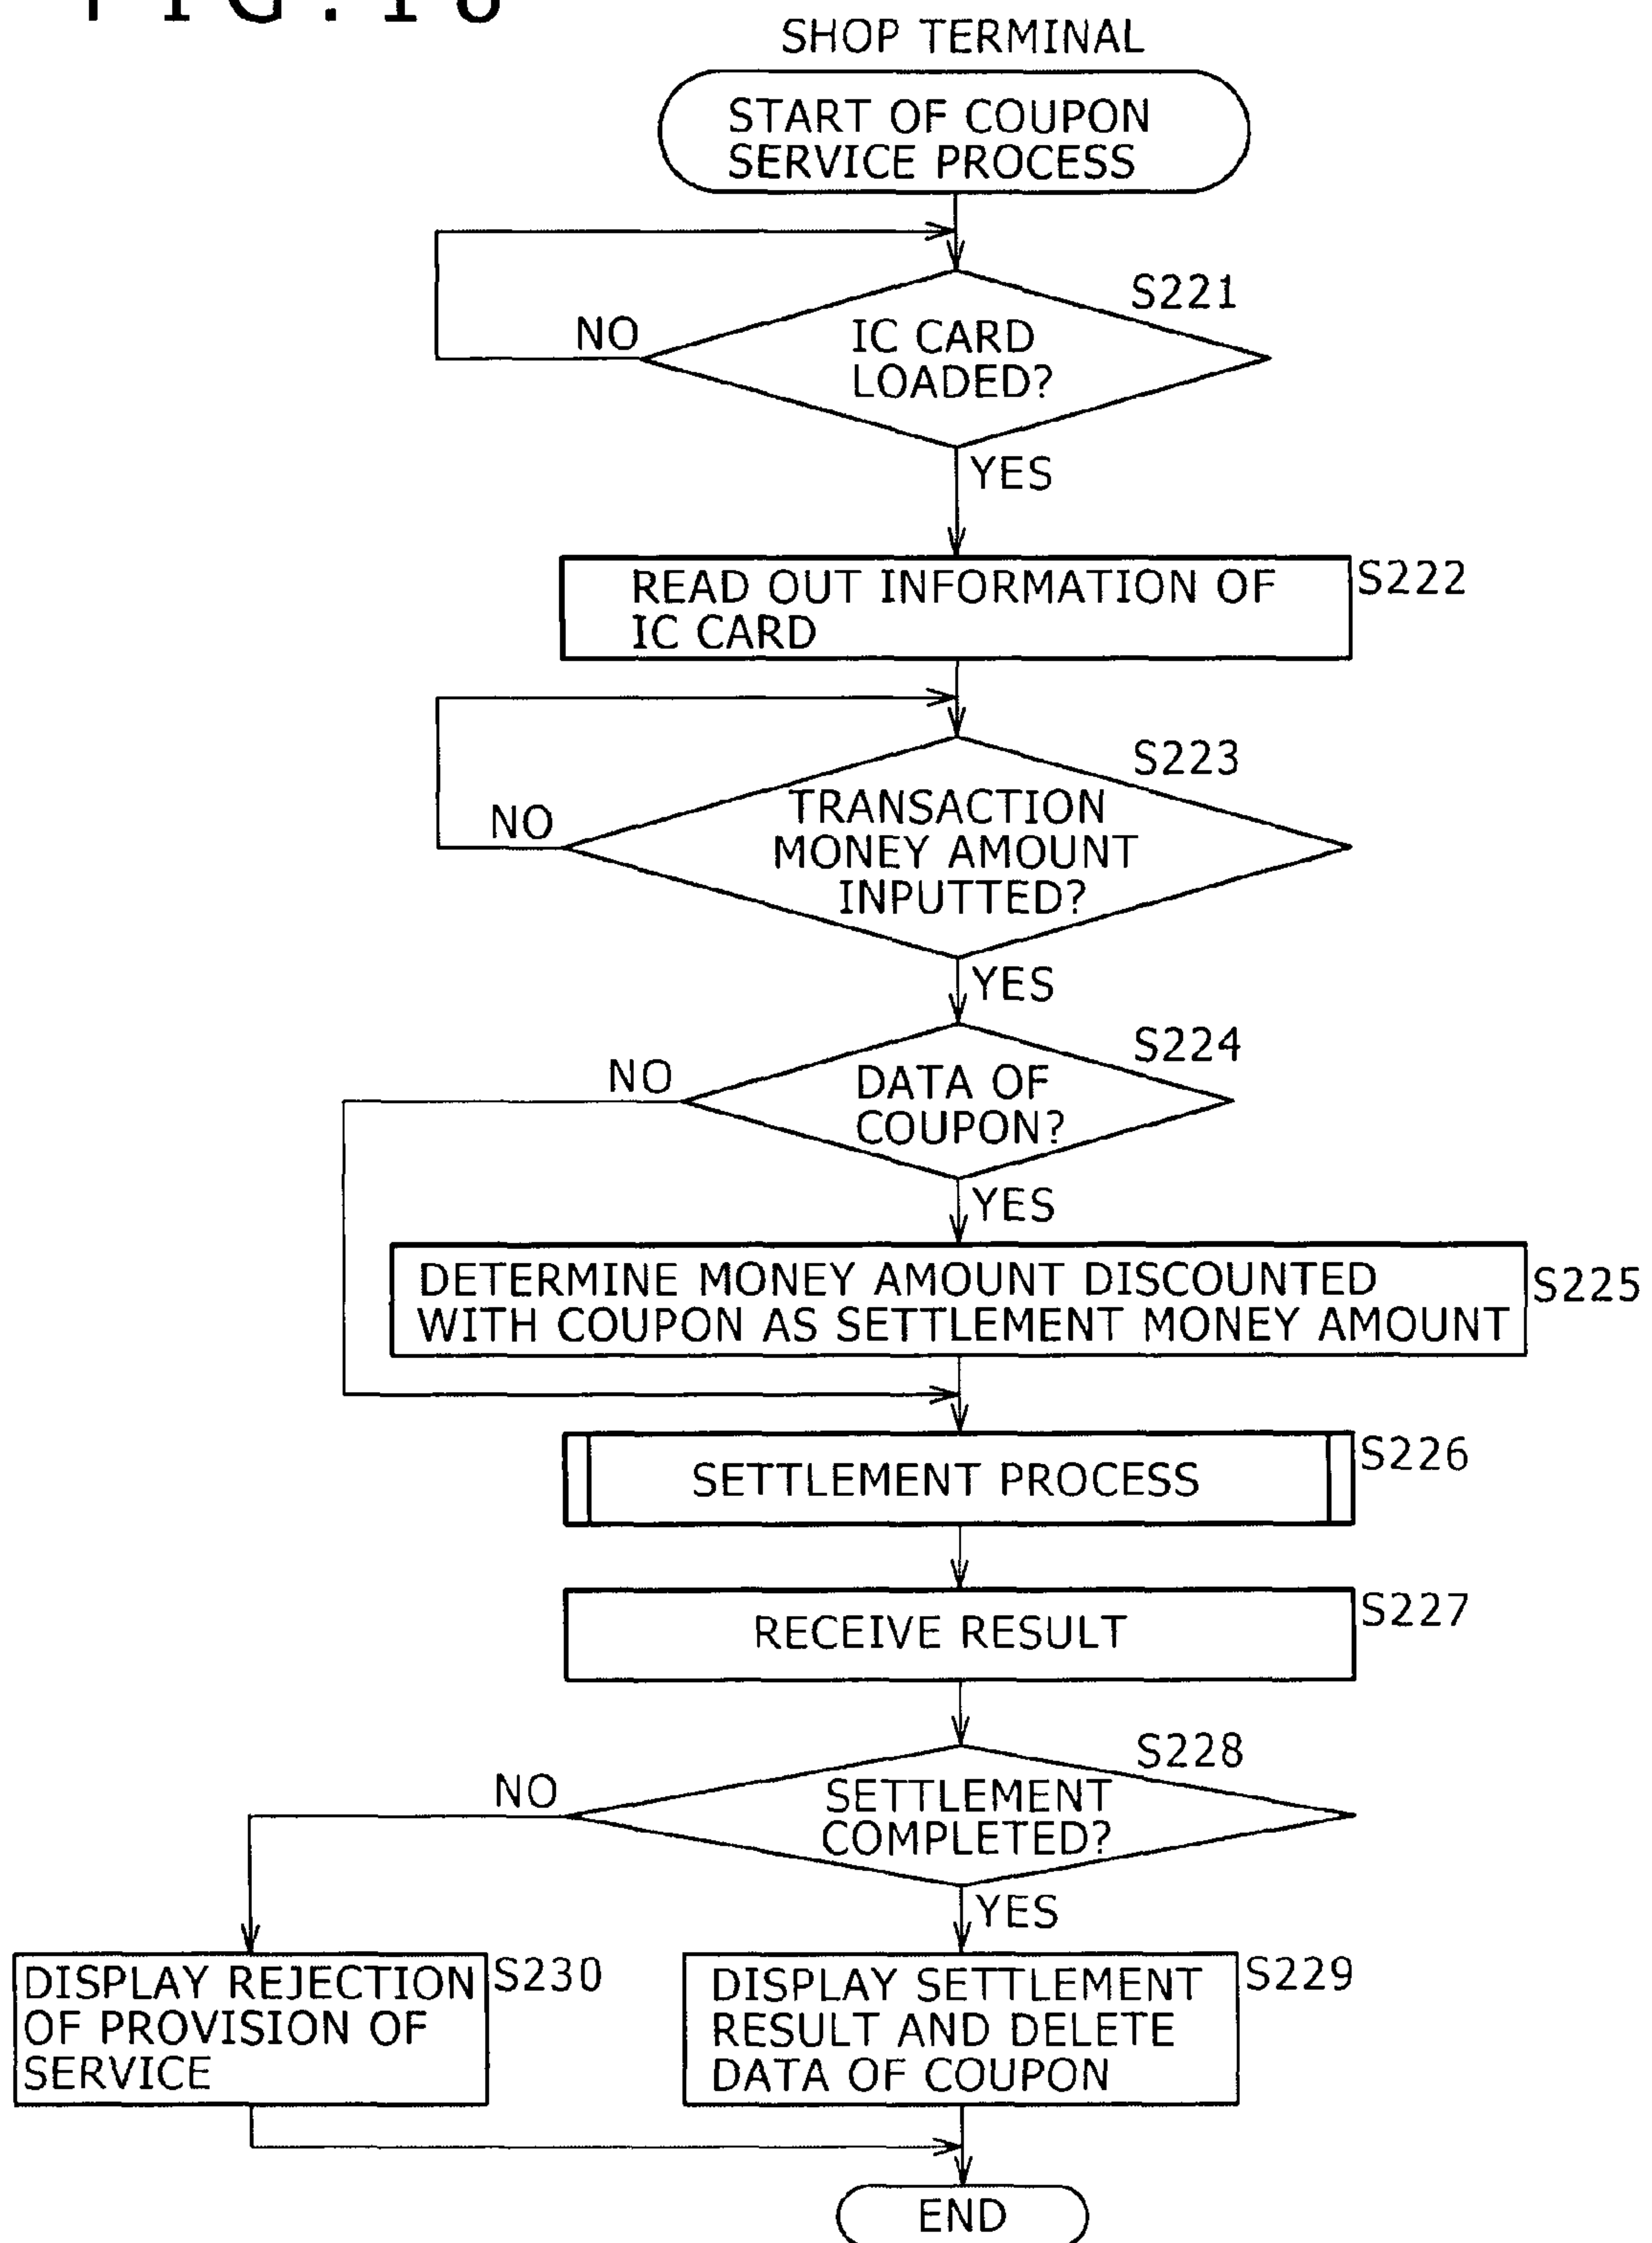 FIG.
SHOP TERMINAL
START OF COUPON
SERVICE PROCESS
S221
NO
IC CARD
LOADED?
YES
READ OUT INFORMATION OF
IC CARD
S222
S223
NO
TRANSACTION
MONEY AMOUNT
INPUTTED?
YES
S224
NO
DATA OF
COUPON?
YES
DETERMINE MONEY AMOUNT DISCOUNTED
WITH COUPON AS SETTLEMENT MONEY AMOUNT
S225
SETTLEMENT PROCESS
S226
RECEIVE RESULT
S227
S228
NO
SETTLEMENT
COMPLETED?
YES
DISPLAY REJECTION
OF PROVISION OF
SERVICE
S230
DISPLAY SETTLEMENT
RESULT AND DELETE
DATA OF COUPON
S229
END